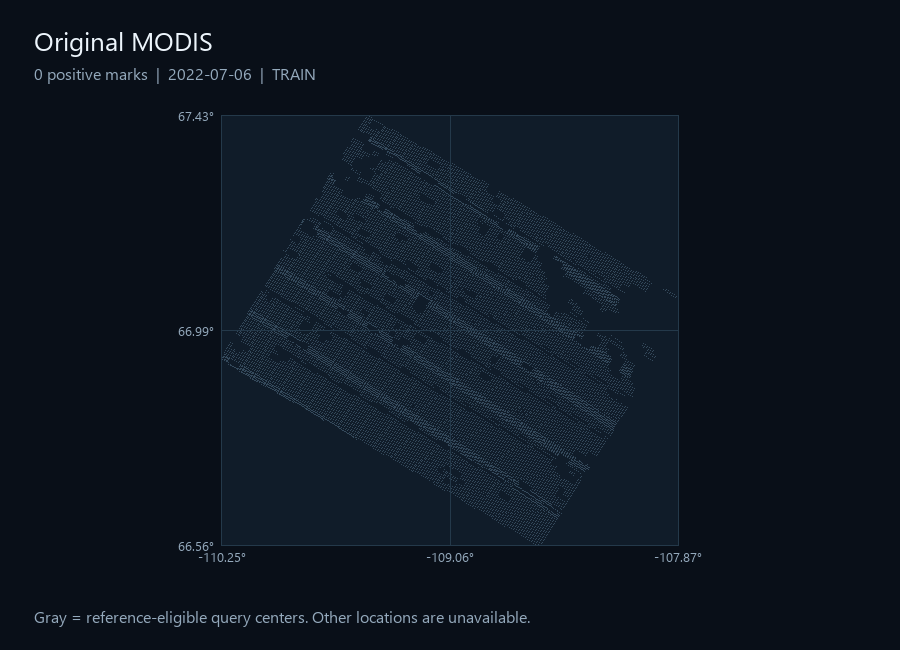 Original MODIS
0 positive marks | 2022-07-06 | TRAIN
67.43°
66.99°
66.56°
-110.25° -109.06° -107.87°
Gray = reference-eligible query centers. Other locations are unavailable.